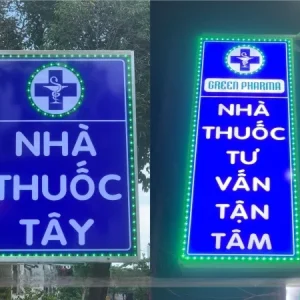 NHÀ
THUỐC
TÂY
GREEN PHARMA
NHÀ
THUỐC
TƯ
VẤN
TẬN
TÂM